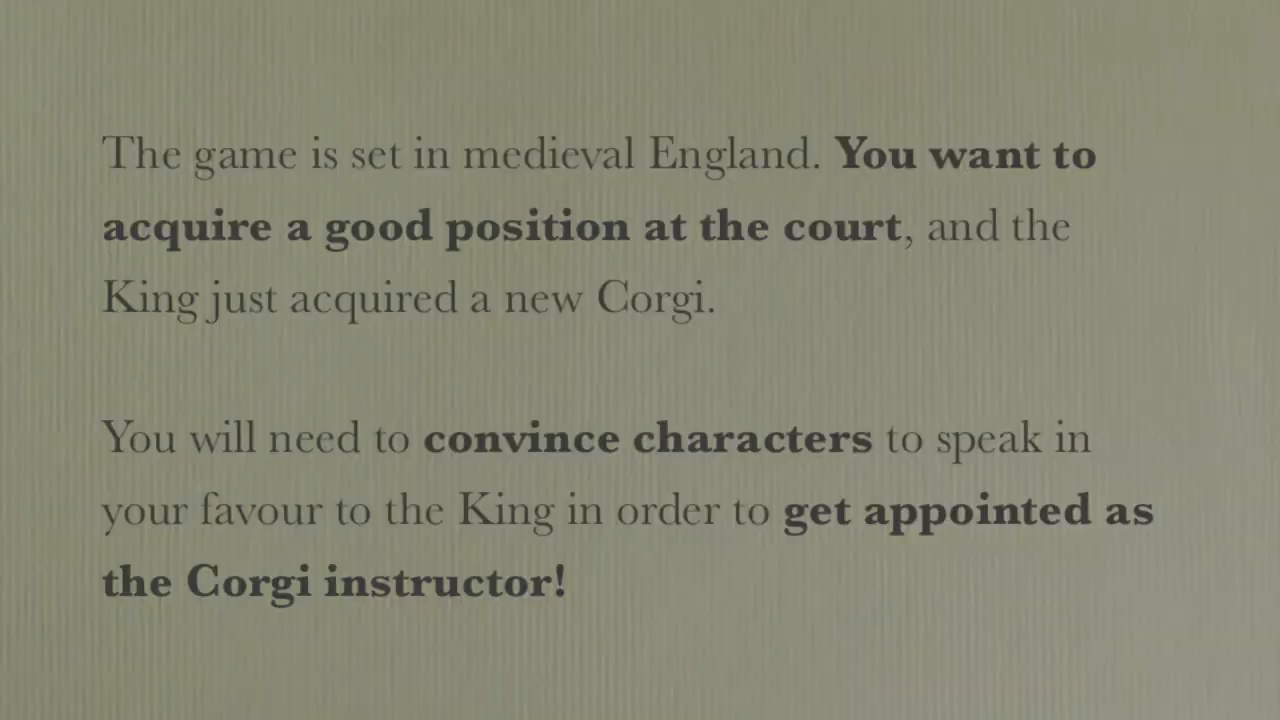 The game is set in medieval England. You want to
acquire a good position at the court, and the
King just acquired a new Corgi.
You will need to convince characters to speak in
your favour to the King in order to get appointed as
the Corgi instructor!